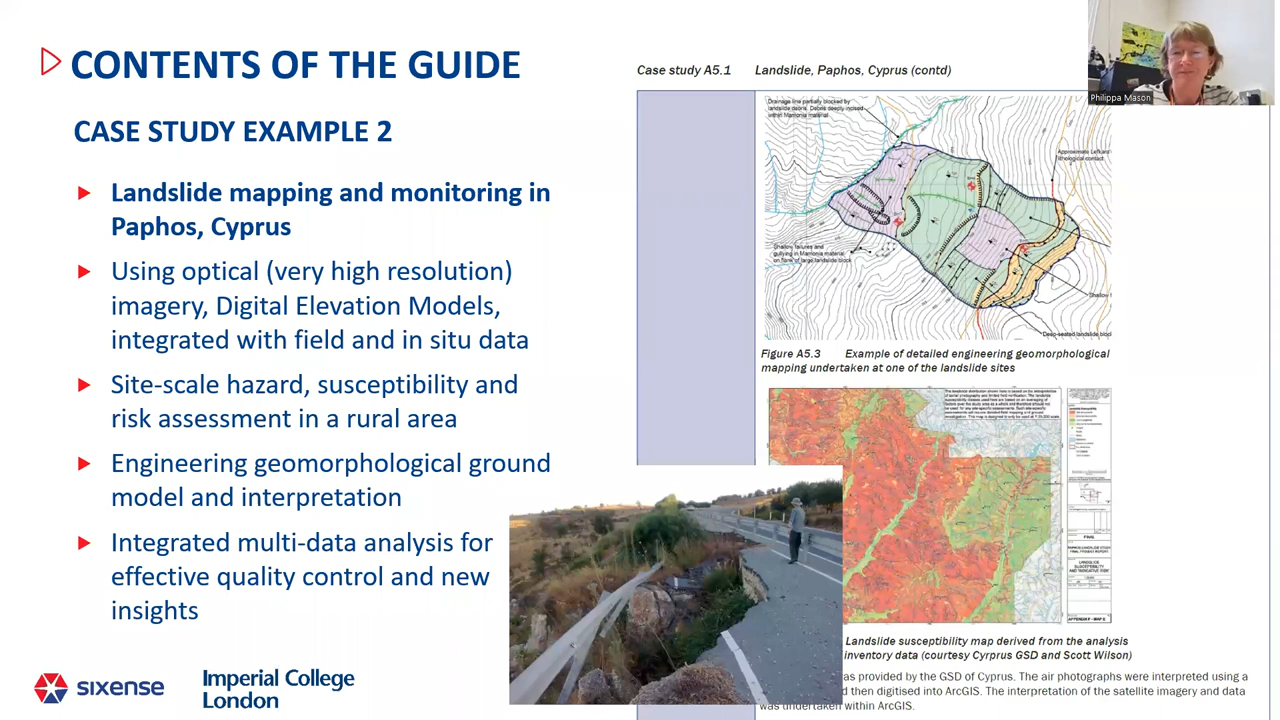 CONTENTS OF THE GUIDE
CASE STUDY EXAMPLE 2
Landslide mapping and monitoring in
Paphos, Cyprus
Using optical (very high resolution)
imagery, Digital Elevation Models,
integrated with field and in situ data
Site-scale hazard, susceptibility and
risk assessment in a rural area
Engineering geomorphological ground
model and interpretation
Integrated multi-data analysis for
effective quality control and new
insights
sixense
Imperial College
London
Philippa Mason
Case study A5.1 Landslide, Paphos, Cyprus (contd)
Drainage line partially blocked by
landslide debris. Debris deeply incised
within Mamonia material
Approximate Lefkara
lithological contact
Shallow failures and
gullying in Mamonia material
on front of large landslide block
Shallow f
Deep-seated landslide block
Figure A5.3 Example of detailed engineering geomorphological
mapping undertaken at one of the landslide sites
FINAL
LANDSLIDE
SUSCEPTIBILITY
AND INDICATIVE RISK
Landslide susceptibility map derived from the analysis
inventory data (courtesy Cyprus GSD and Scott Wilson)
as provided by the GSD of Cyprus. The air photographs were interpreted using a
d then digitised into ArcGIS. The interpretation of the satellite imagery and data
was undertaken within ArcGIS.